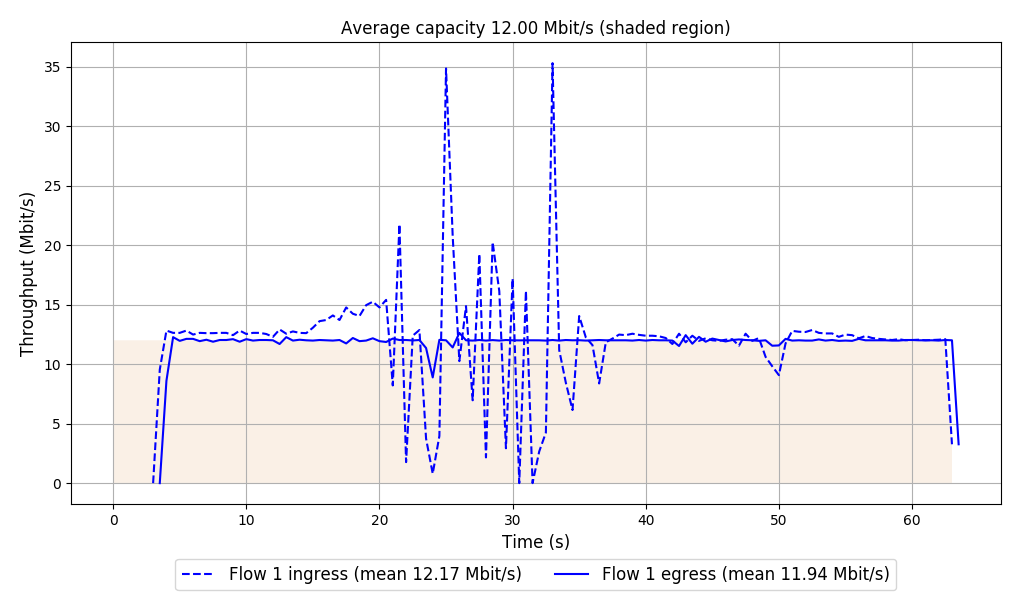 Average capacity 12.00 Mbit/s (shaded region)
Throughput (Mbit/s)
35
30
25
20
15
10
5
0
0 10 20 30 40 50 60
Time (s)
Flow 1 ingress (mean 12.17 Mbit/s) Flow 1 egress (mean 11.94 Mbit/s)